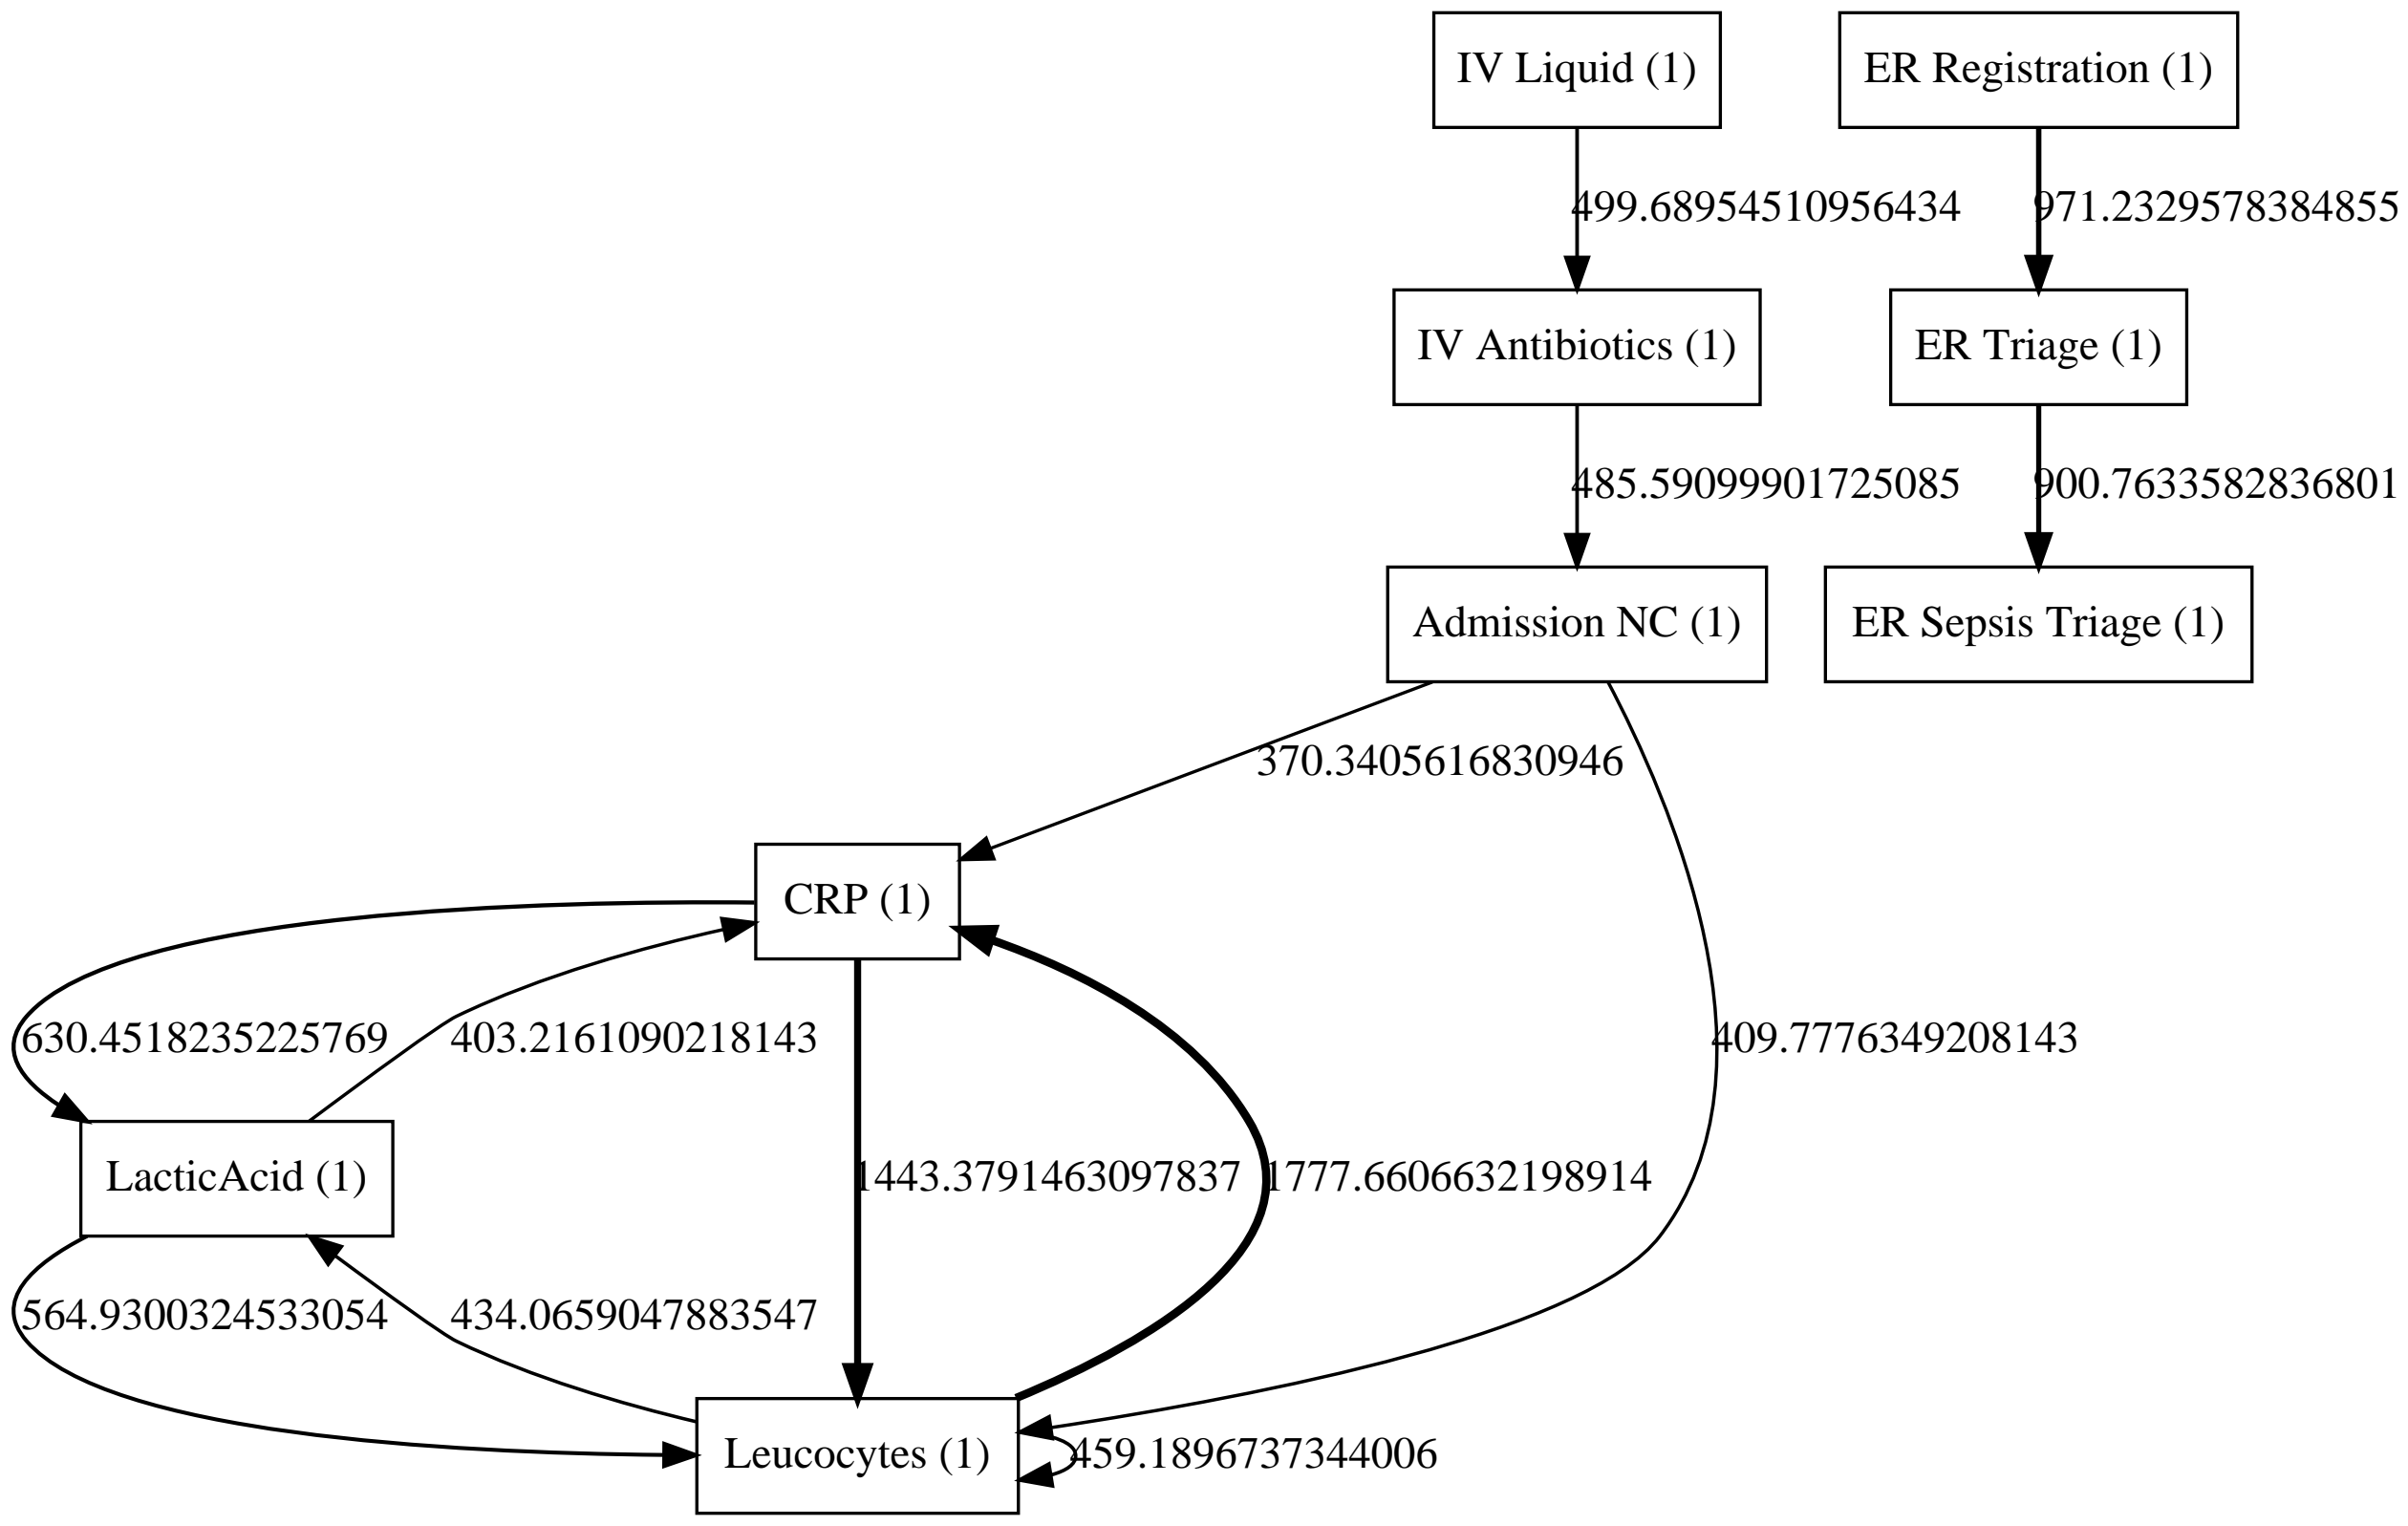 IV Liquid (1)
ER Registration (1)
499.68954510956434
971.2329578384855
IV Antibiotics (1)
ER Triage (1)
485.59099901725085
900.7633582836801
Admission NC (1)
ER Sepsis Triage (1)
370.3405616830946
CRP (1)
630.4518235225769
403.2161090218143
409.7776349208143
LacticAcid (1)
1443.3791463097837
1777.6606632198914
564.9300324533054
434.0659047883547
Leucocytes (1)
459.1896737344006